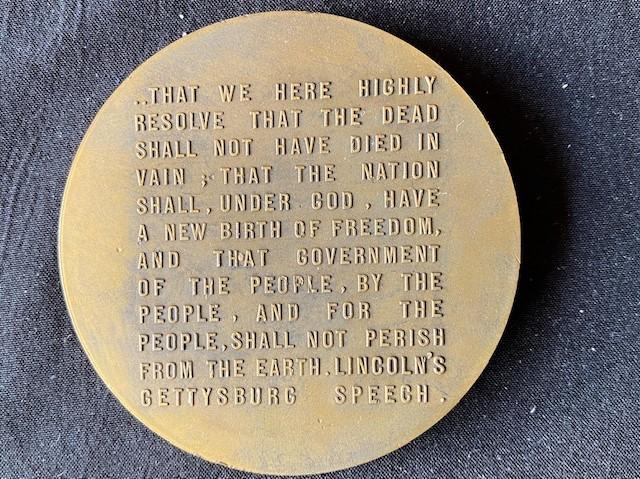 ..THAT WE HERE HIGHLY
RESOLVE THAT THE DEAD
SHALL NOT HAVE DIED IN
VAIN ; THAT THE NATION
SHALL, UNDER GOD, HAVE
A NEW BIRTH OF FREEDOM,
AND THAT GOVERNMENT
OF THE PEOPLE, BY THE
PEOPLE, AND FOR THE
PEOPLE, SHALL NOT PERISH
FROM THE EARTH. LINCOLN'S
GETTYSBURG SPEECH.